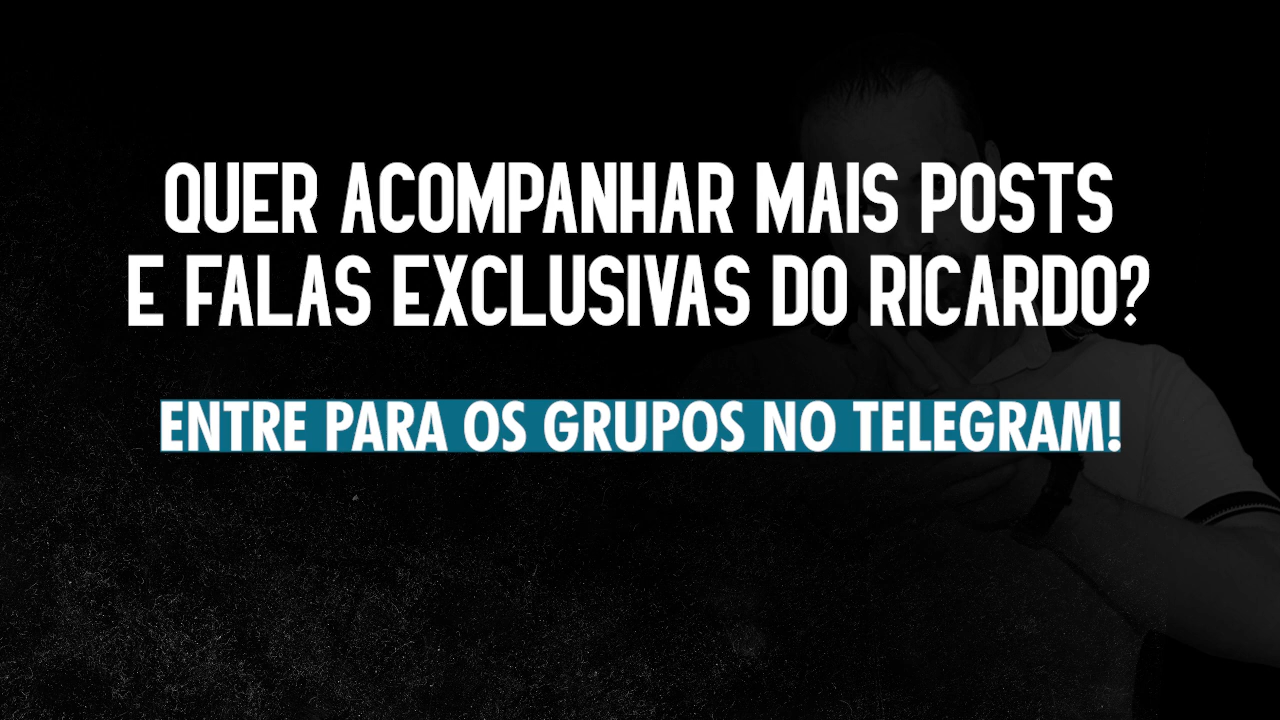 QUER ACOMPANHAR MAIS POSTS
E FALAS EXCLUSIVAS DO RICARDO?
ENTRE PARA OS GRUPOS NO TELEGRAM!